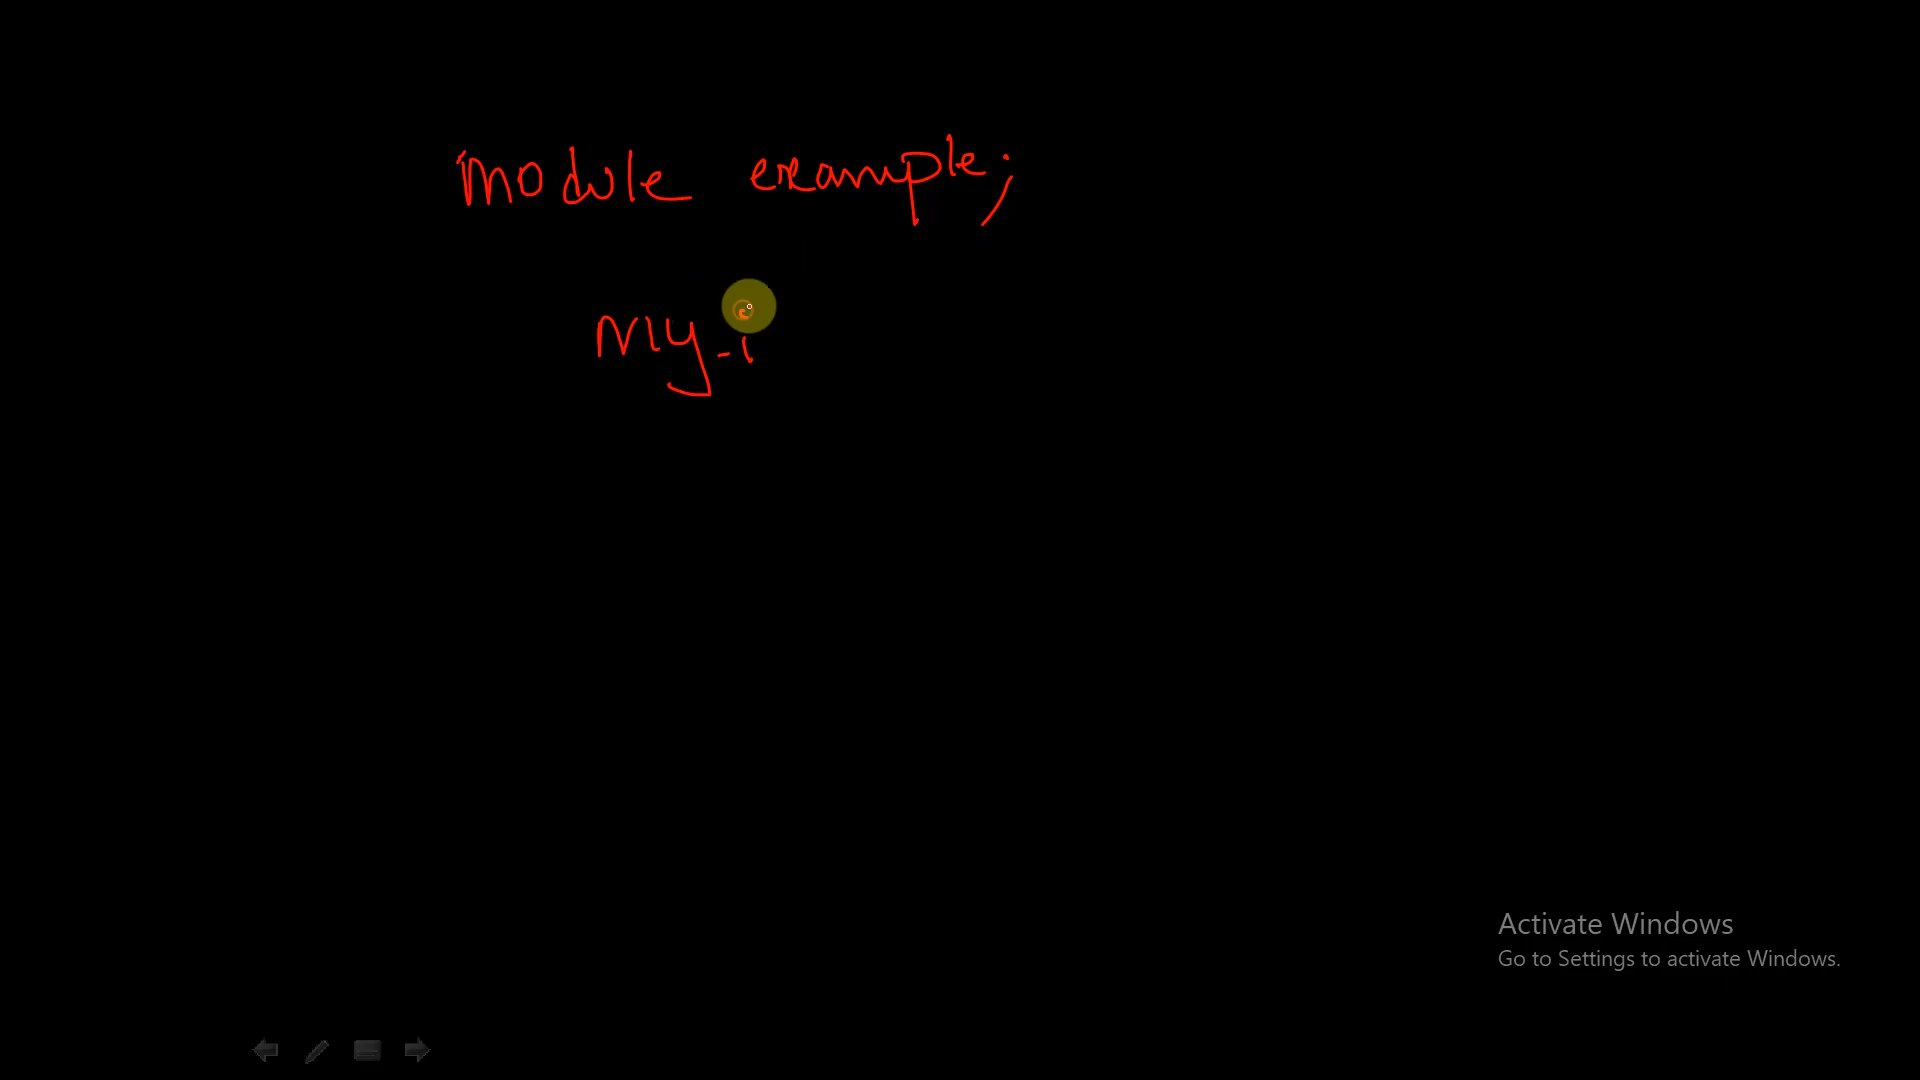 module example;
my_i
Activate Windows
Go to Settings to activate Windows.